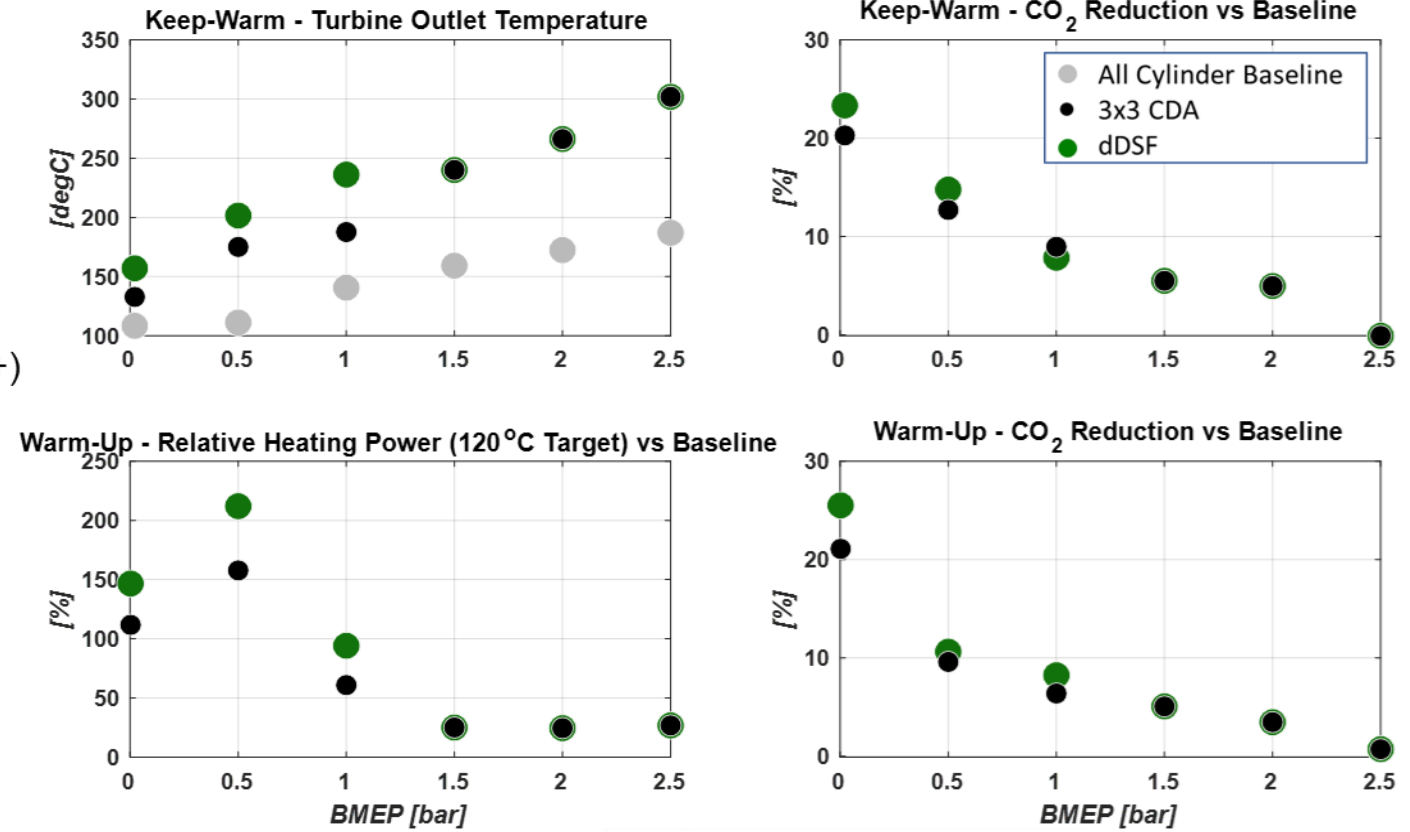 Keep-Warm - Turbine Outlet Temperature
350
300
250
200
150
100
[degC]
0 0.5 1 1.5 2 2.5
Keep-Warm - CO2 Reduction vs Baseline
30
20
10
0
[%]
All Cylinder Baseline
3x3 CDA
dDSF
0 0.5 1 1.5 2 2.5
-)
Warm-Up - Relative Heating Power (120°C Target) vs Baseline
250
200
150
100
50
0
[%]
0 0.5 1 1.5 2 2.5
BMEP [bar]
Warm-Up - CO2 Reduction vs Baseline
30
20
10
0
[%]
0 0.5 1 1.5 2 2.5
BMEP [bar]